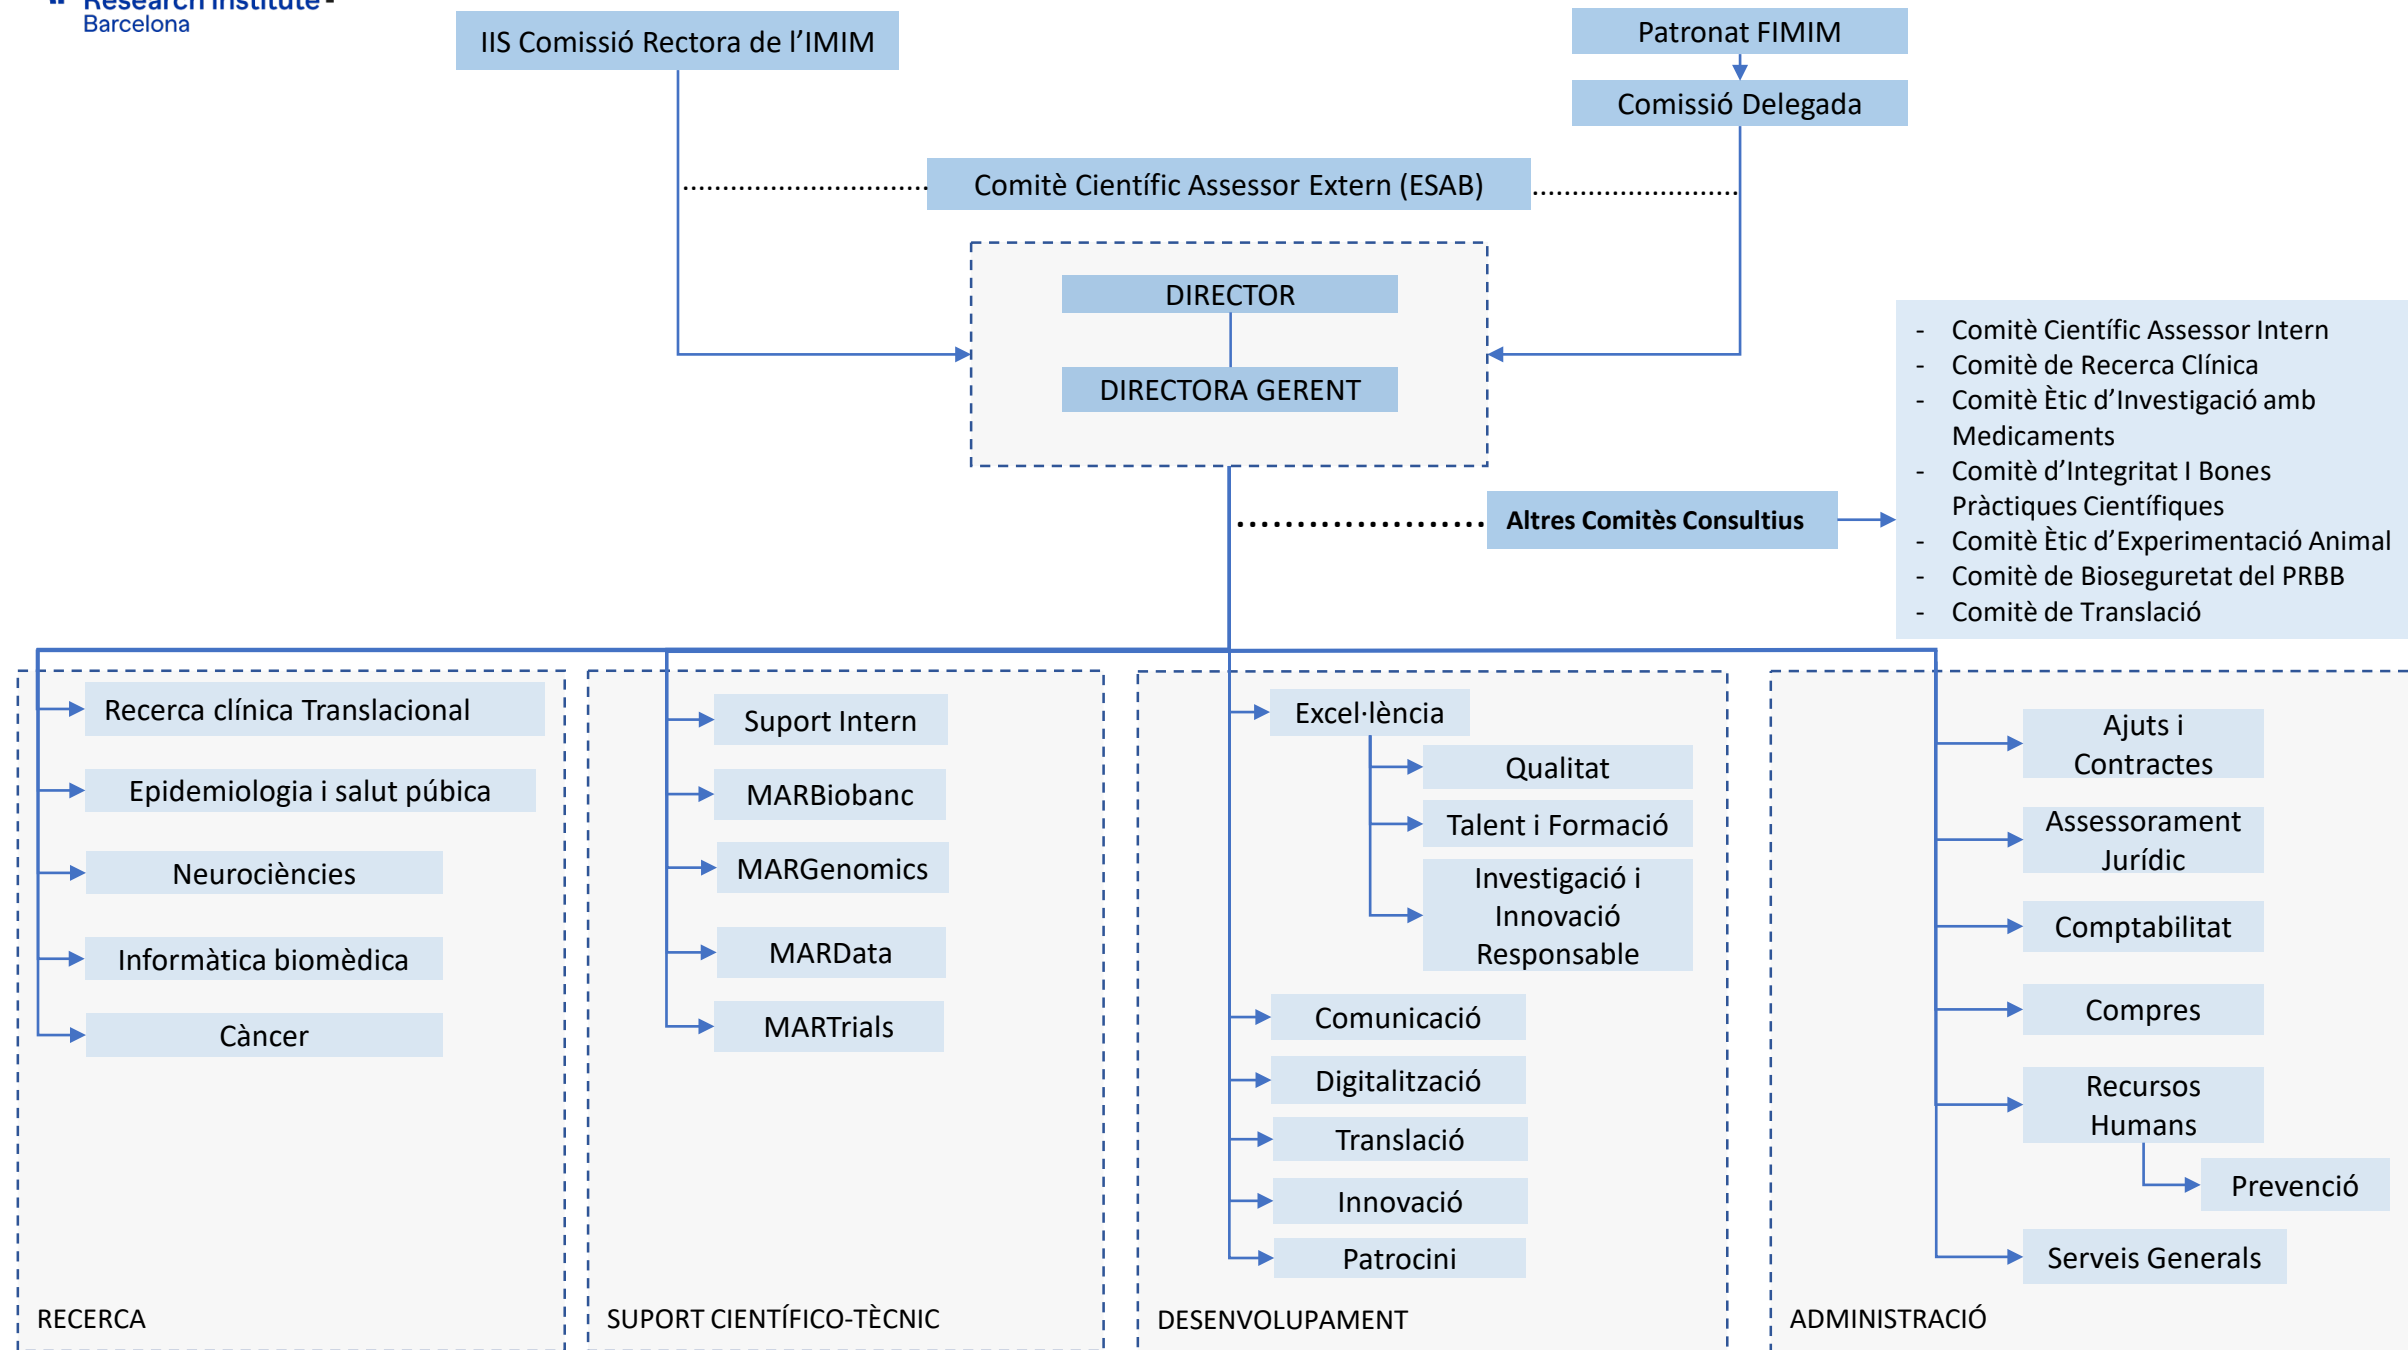 Research Institute -
Barcelona
IIS Comissió Rectora de l’IMIM
Patronat FIMIM
Comissió Delegada
Comitè Científic Assessor Extern (ESAB)
DIRECTOR
DIRECTORA GERENT
- Comitè Científic Assessor Intern
- Comitè de Recerca Clínica
- Comitè Ètic d’Investigació amb
Medicaments
- Comitè d’Integritat I Bones
Pràctiques Científiques
- Comitè Ètic d’Experimentació Animal
- Comitè de Bioseguretat del PRBB
- Comitè de Translació
Altres Comitès Consultius
Recerca clínica Translacional
Epidemiologia i salut púbica
Neurociències
Informàtica biomèdica
Càncer
RECERCA
Suport Intern
MARBiobanc
MARGenomics
MARData
MARTrials
SUPORT CIENTÍFICO-TÈCNIC
Excel·lència
Qualitat
Talent i Formació
Investigació i
Innovació
Responsable
Comunicació
Digitalització
Translació
Innovació
Patrocini
DESENVOLUPAMENT
Ajuts i
Contractes
Assessorament
Jurídic
Comptabilitat
Compres
Recursos
Humans
Prevenció
Serveis Generals
ADMINISTRACIÓ